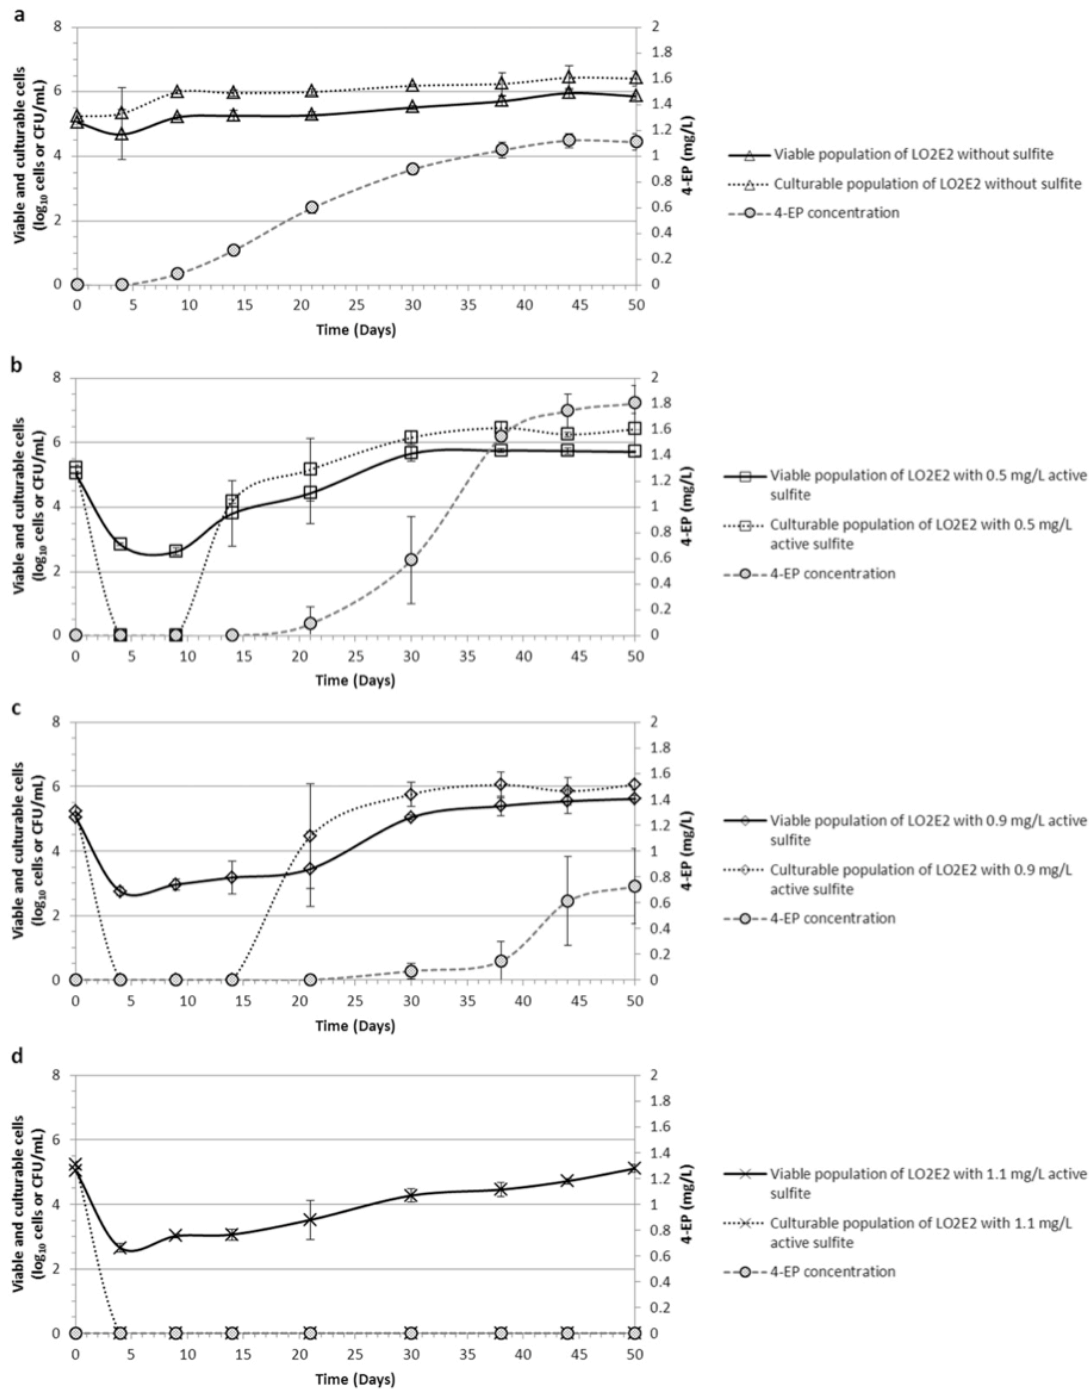 a
Viable and culturable cells
(log10 cells or CFU/mL)
8
6
4
2
0
0 5 10 15 20 25 30 35 40 45 50
Time (Days)
2
1.8
1.6
1.4
1.2
1
0.8
0.6
0.4
0.2
0
4-EP (mg/L)
Viable population of LO2E2 without sulfite
Culturable population of LO2E2 without sulfite
4-EP concentration
b
Viable and culturable cells
(log10 cells or CFU/mL)
8
6
4
2
0
0 5 10 15 20 25 30 35 40 45 50
Time (Days)
2
1.8
1.6
1.4
1.2
1
0.8
0.6
0.4
0.2
0
4-EP (mg/L)
Viable population of LO2E2 with 0.5 mg/L active
sulfite
Culturable population of LO2E2 with 0.5 mg/L
active sulfite
4-EP concentration
c
Viable and culturable cells
(log10 cells or CFU/mL)
8
6
4
2
0
0 5 10 15 20 25 30 35 40 45 50
Time (Days)
2
1.8
1.6
1.4
1.2
1
0.8
0.6
0.4
0.2
0
4-EP (mg/L)
Viable population of LO2E2 with 0.9 mg/L active
sulfite
Culturable population of LO2E2 with 0.9 mg/L
active sulfite
4-EP concentration
d
Viable and culturable cells
(log10 cells or CFU/mL)
8
6
4
2
0
0 5 10 15 20 25 30 35 40 45 50
Time (Days)
2
1.8
1.6
1.4
1.2
1
0.8
0.6
0.4
0.2
0
4-EP (mg/L)
Viable population of LO2E2 with 1.1 mg/L active
sulfite
Culturable population of LO2E2 with 1.1 mg/L
active sulfite
4-EP concentration